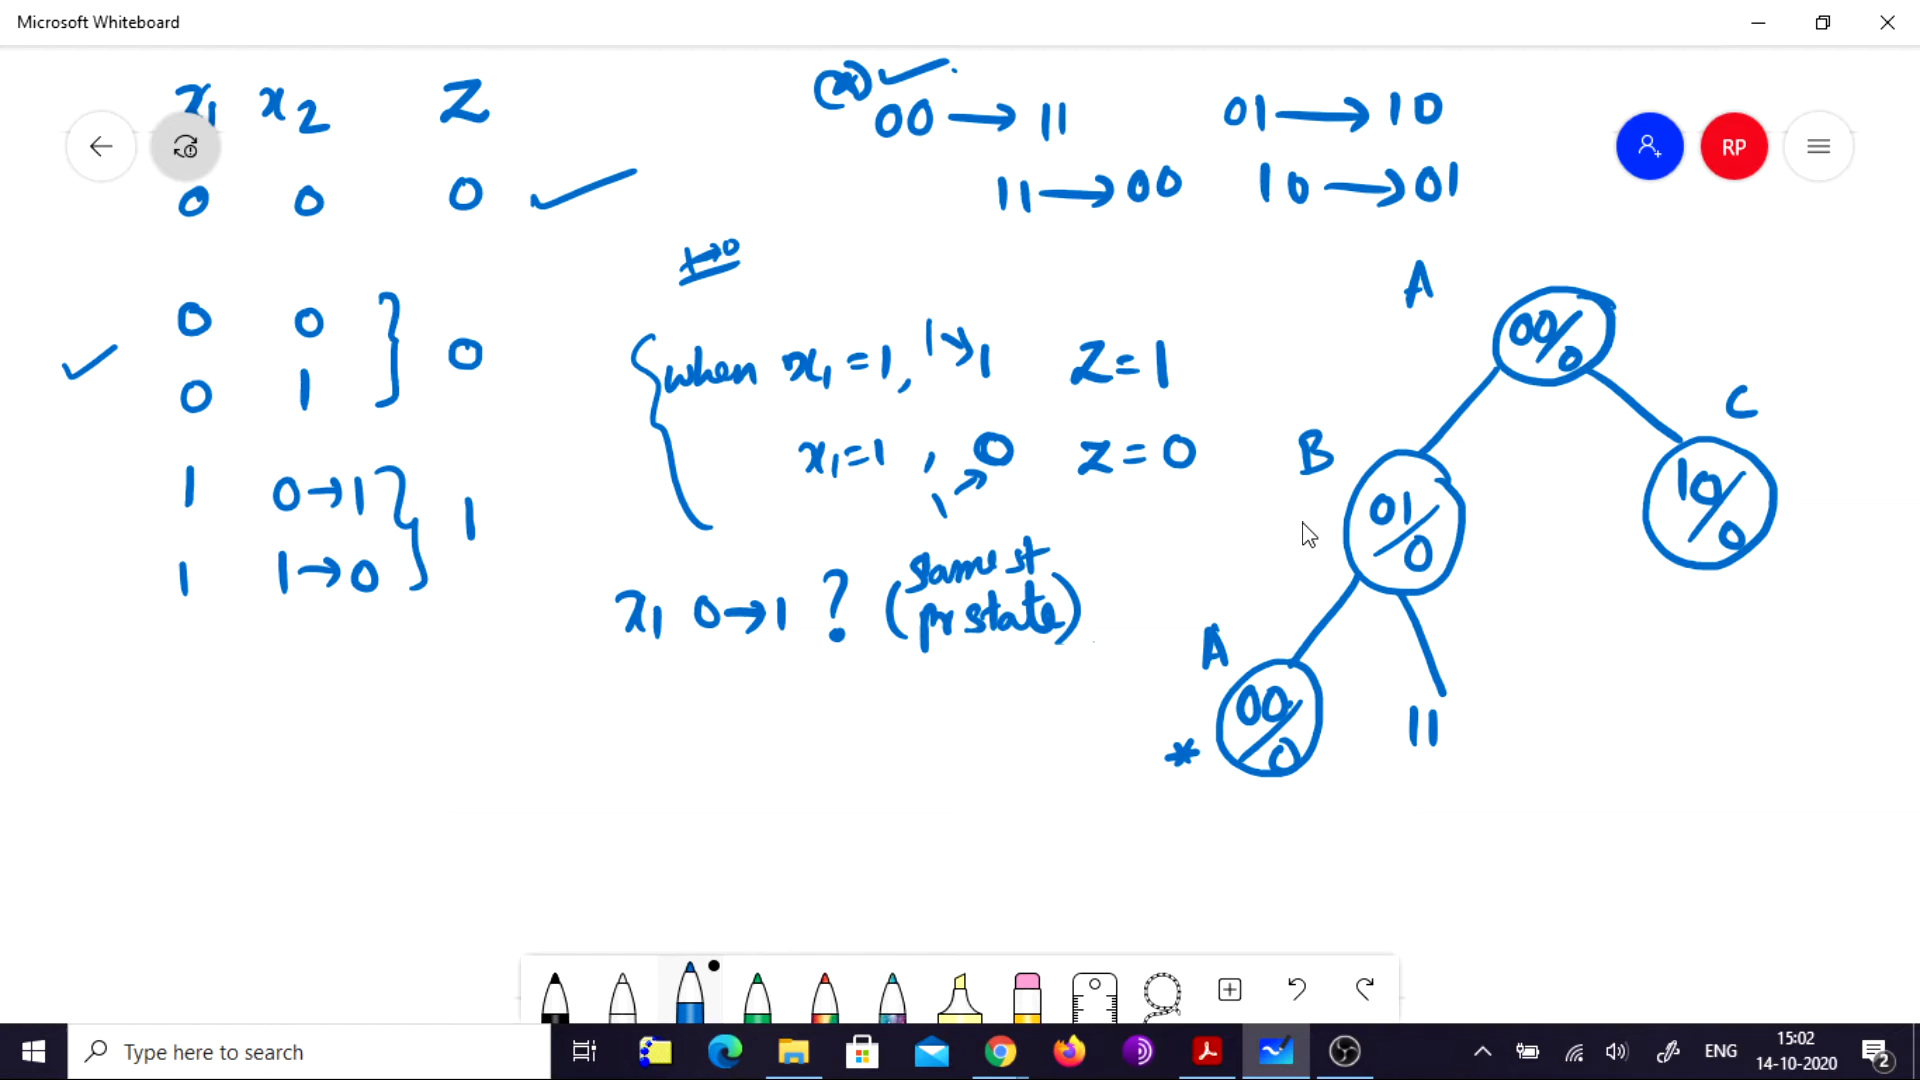 Microsoft Whiteboard
x1 x2 Z
0 0 0
0 0
0 1 } 0
1 0→1
1 1→0 } 1
00 → 11
01 → 10
11 → 00
10 → 01
1→0
when x1 = 1, 1→1 Z = 1
x1 = 1, 1→0 Z = 0
x1 0→1 ? (same st
pr state)
A
00/0
B
01/0
C
10/0
A
00/0
*
11
RP
Type here to search
ENG
15:02
14-10-2020
2